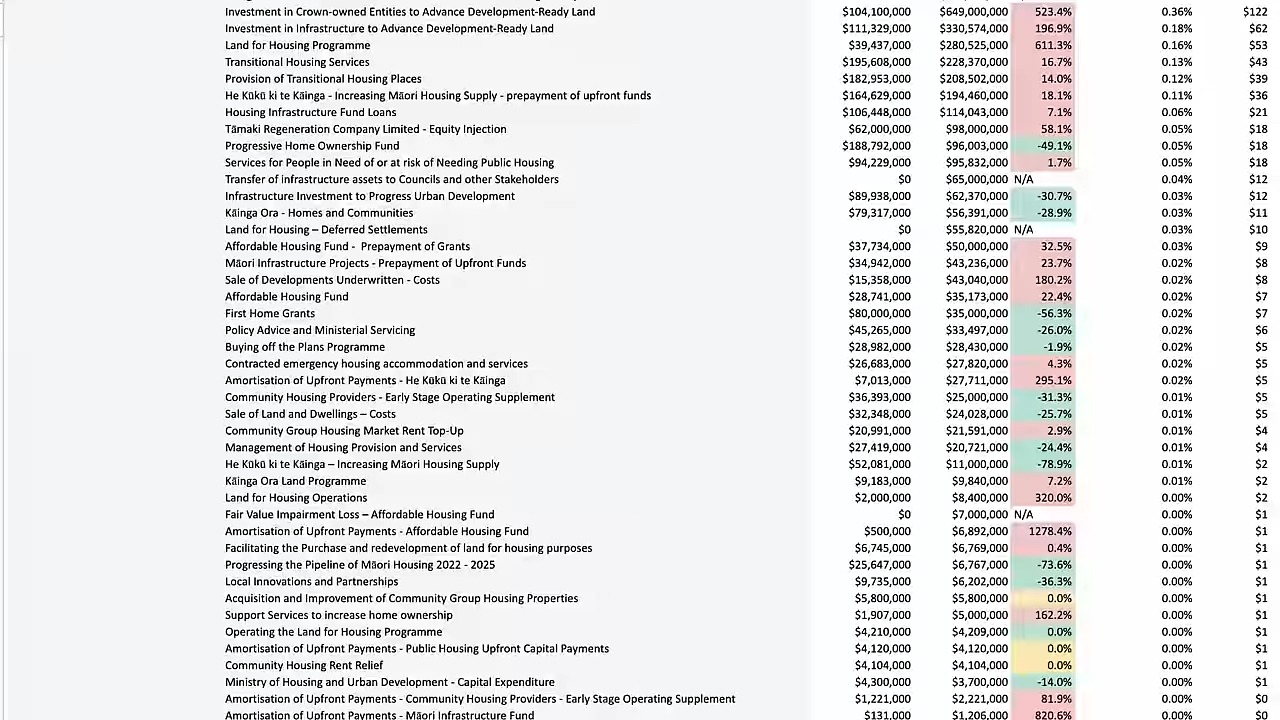 Investment in Crown-owned Entities to Advance Development-Ready Land $104,100,000 $649,000,000 523.4% 0.36% $122
Investment in Infrastructure to Advance Development-Ready Land $111,329,000 $330,574,000 196.9% 0.18% $62
Land for Housing Programme $39,437,000 $280,525,000 611.3% 0.16% $53
Transitional Housing Services $195,608,000 $228,370,000 16.7% 0.13% $43
Provision of Transitional Housing Places $182,953,000 $208,502,000 14.0% 0.12% $39
He Kūkū ki te Kāinga - Increasing Māori Housing Supply - prepayment of upfront funds $164,629,000 $194,460,000 18.1% 0.11% $36
Housing Infrastructure Fund Loans $106,448,000 $114,043,000 7.1% 0.06% $21
Tāmaki Regeneration Company Limited - Equity Injection $62,000,000 $98,000,000 58.1% 0.05% $18
Progressive Home Ownership Fund $188,792,000 $96,003,000 -49.1% 0.05% $18
Services for People in Need of or at risk of Needing Public Housing $94,229,000 $95,832,000 1.7% 0.05% $18
Transfer of infrastructure assets to Councils and other Stakeholders $0 $65,000,000 N/A 0.04% $12
Infrastructure Investment to Progress Urban Development $89,938,000 $62,370,000 -30.7% 0.03% $12
Kāinga Ora - Homes and Communities $79,317,000 $56,391,000 -28.9% 0.03% $11
Land for Housing – Deferred Settlements $0 $55,820,000 N/A 0.03% $10
Affordable Housing Fund - Prepayment of Grants $37,734,000 $50,000,000 32.5% 0.03% $9
Māori Infrastructure Projects - Prepayment of Upfront Funds $34,942,000 $43,236,000 23.7% 0.02% $8
Sale of Developments Underwritten - Costs $15,358,000 $43,040,000 180.2% 0.02% $8
Affordable Housing Fund $28,741,000 $35,173,000 22.4% 0.02% $7
First Home Grants $80,000,000 $35,000,000 -56.3% 0.02% $7
Policy Advice and Ministerial Servicing $45,265,000 $33,497,000 -26.0% 0.02% $6
Buying off the Plans Programme $28,982,000 $28,430,000 -1.9% 0.02% $5
Contracted emergency housing accommodation and services $26,683,000 $27,820,000 4.3% 0.02% $5
Amortisation of Upfront Payments - He Kūkū ki te Kāinga $7,013,000 $27,711,000 295.1% 0.02% $5
Community Housing Providers - Early Stage Operating Supplement $36,393,000 $25,000,000 -31.3% 0.01% $5
Sale of Land and Dwellings – Costs $32,348,000 $24,028,000 -25.7% 0.01% $5
Community Group Housing Market Rent Top-Up $20,991,000 $21,591,000 2.9% 0.01% $4
Management of Housing Provision and Services $27,419,000 $20,721,000 -24.4% 0.01% $4
He Kūkū ki te Kāinga – Increasing Māori Housing Supply $52,081,000 $11,000,000 -78.9% 0.01% $2
Kāinga Ora Land Programme $9,183,000 $9,840,000 7.2% 0.01% $2
Land for Housing Operations $2,000,000 $8,400,000 320.0% 0.00% $2
Fair Value Impairment Loss – Affordable Housing Fund $0 $7,000,000 N/A 0.00% $1
Amortisation of Upfront Payments - Affordable Housing Fund $500,000 $6,892,000 1278.4% 0.00% $1
Facilitating the Purchase and redevelopment of land for housing purposes $6,745,000 $6,769,000 0.4% 0.00% $1
Progressing the Pipeline of Māori Housing 2022 - 2025 $25,647,000 $6,767,000 -73.6% 0.00% $1
Local Innovations and Partnerships $9,735,000 $6,202,000 -36.3% 0.00% $1
Acquisition and Improvement of Community Group Housing Properties $5,800,000 $5,800,000 0.0% 0.00% $1
Support Services to increase home ownership $1,907,000 $5,000,000 162.2% 0.00% $1
Operating the Land for Housing Programme $4,210,000 $4,209,000 0.0% 0.00% $1
Amortisation of Upfront Payments - Public Housing Upfront Capital Payments $4,120,000 $4,120,000 0.0% 0.00% $1
Community Housing Rent Relief $4,104,000 $4,104,000 0.0% 0.00% $1
Ministry of Housing and Urban Development - Capital Expenditure $4,300,000 $3,700,000 -14.0% 0.00% $1
Amortisation of Upfront Payments - Community Housing Providers - Early Stage Operating Supplement $1,221,000 $2,221,000 81.9% 0.00% $0
Amortisation of Upfront Payments - Māori Infrastructure Fund $131,000 $1,206,000 820.6% 0.00% $0